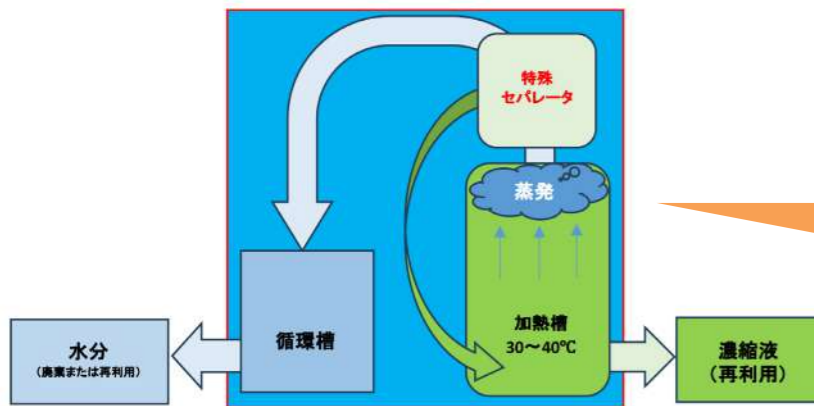 特殊
セパレータ
蒸発
加熱槽
30～40℃
循環槽
水分
（廃棄または再利用）
濃縮液
（再利用）